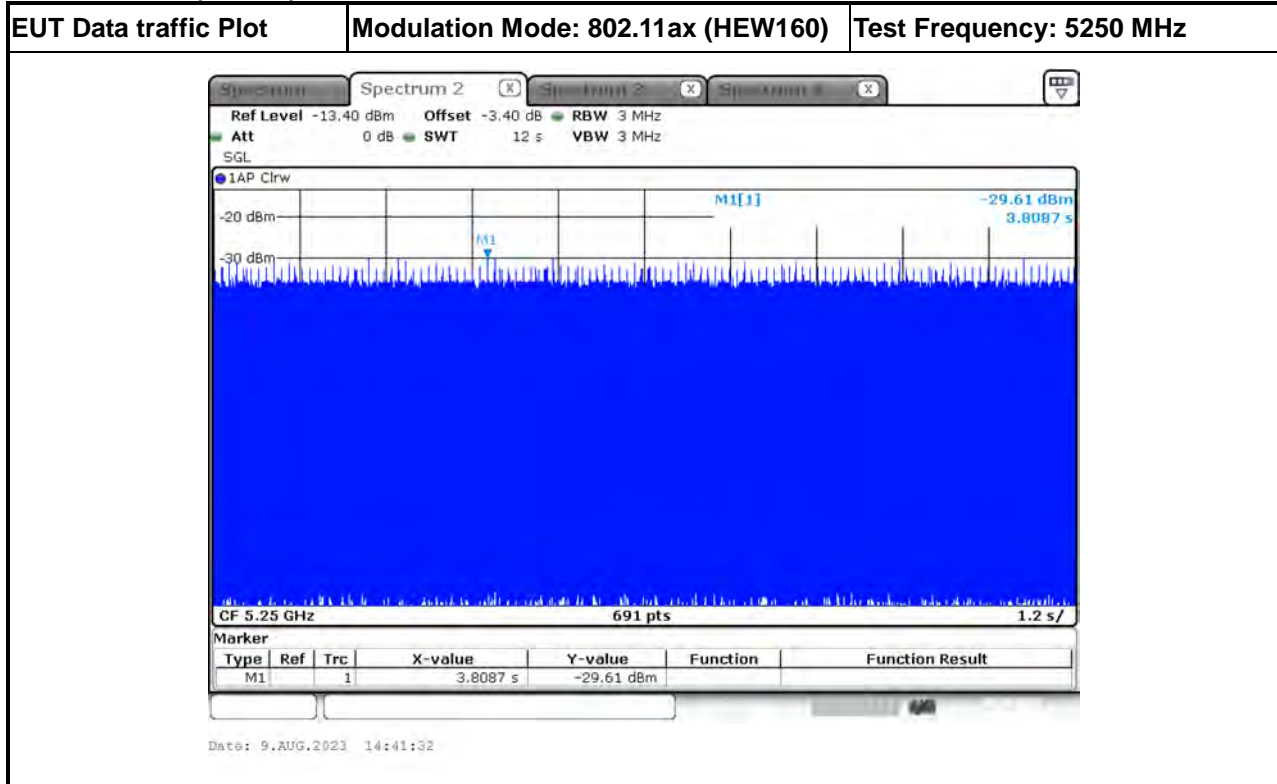 EUT Data traffic Plot Modulation Mode: 802.11ax (HEW160) Test Frequency: 5250 MHz
Spectrum Spectrum 2 X X X
Ref Level -13.40 dBm Offset -3.40 dB RBW 3 MHz
Att 0 dB SWT 12 s VBW 3 MHz
SGL
1AP Clrw
M1[1] -29.61 dBm
3.8087 s
-20 dBm
M1
-30 dBm
CF 5.25 GHz 691 pts 1.2 s/
Marker
Type Ref Trc X-value Y-value Function Function Result
M1 1 3.8087 s -29.61 dBm
Date: 9.AUG.2023 14:41:32